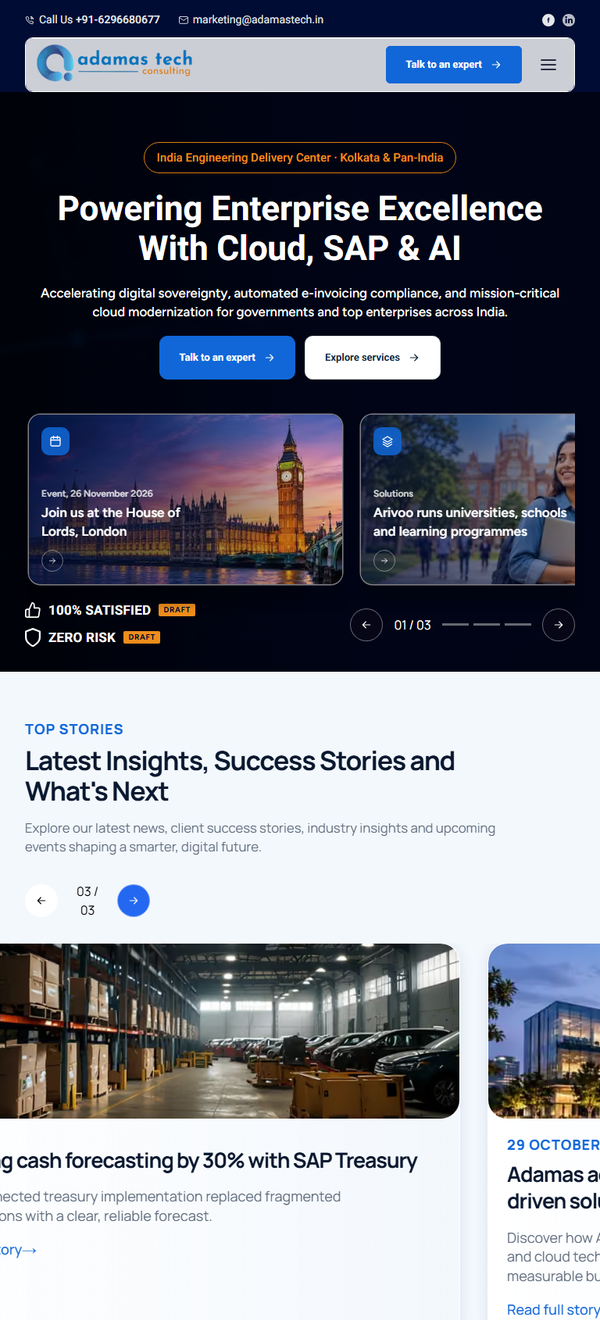 Call Us +91-6296680677 marketing@adamastech.in
adamas tech
consulting
Talk to an expert →
India Engineering Delivery Center · Kolkata & Pan-India
Powering Enterprise Excellence
With Cloud, SAP & AI
Accelerating digital sovereignty, automated e-invoicing compliance, and mission-critical
cloud modernization for governments and top enterprises across India.
Talk to an expert → Explore services →
Event, 26 November 2026
Join us at the House of
Lords, London
Solutions
Arivoo runs universities, schools
and learning programmes
100% SATISFIED DRAFT
ZERO RISK DRAFT
01 / 03
TOP STORIES
Latest Insights, Success Stories and
What's Next
Explore our latest news, client success stories, industry insights and upcoming
events shaping a smarter, digital future.
03 /
03
g cash forecasting by 30% with SAP Treasury
nected treasury implementation replaced fragmented
ons with a clear, reliable forecast.
tory→
29 OCTOBER
Adamas a
driven solu
Discover how A
and cloud tech
measurable bu
Read full story